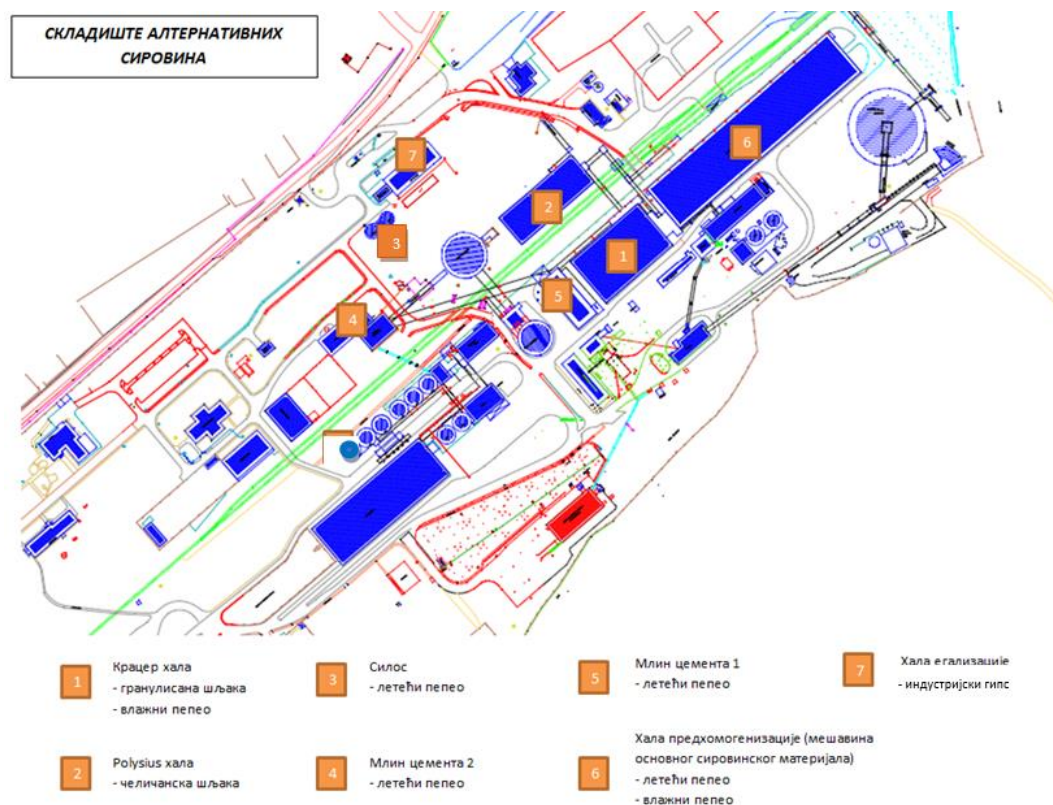 СКЛАДИШТЕ АЛТЕРНАТИВНИХ
СИРОВИНА
7
6
2
3
1
5
4
1
Крацер хала
- гранулисана шљака
- влажни пепео
3
Силос
- летећи пепео
5
Млин цемента 1
- летећи пепео
7
Хала егализације
- индустријски гипс
2
Polysius хала
- челичанска шљака
4
Млин цемента 2
- летећи пепео
6
Хала предхомогенизације (мешавина
основног сировинског материјала)
- летећи пепео
- влажни пепео